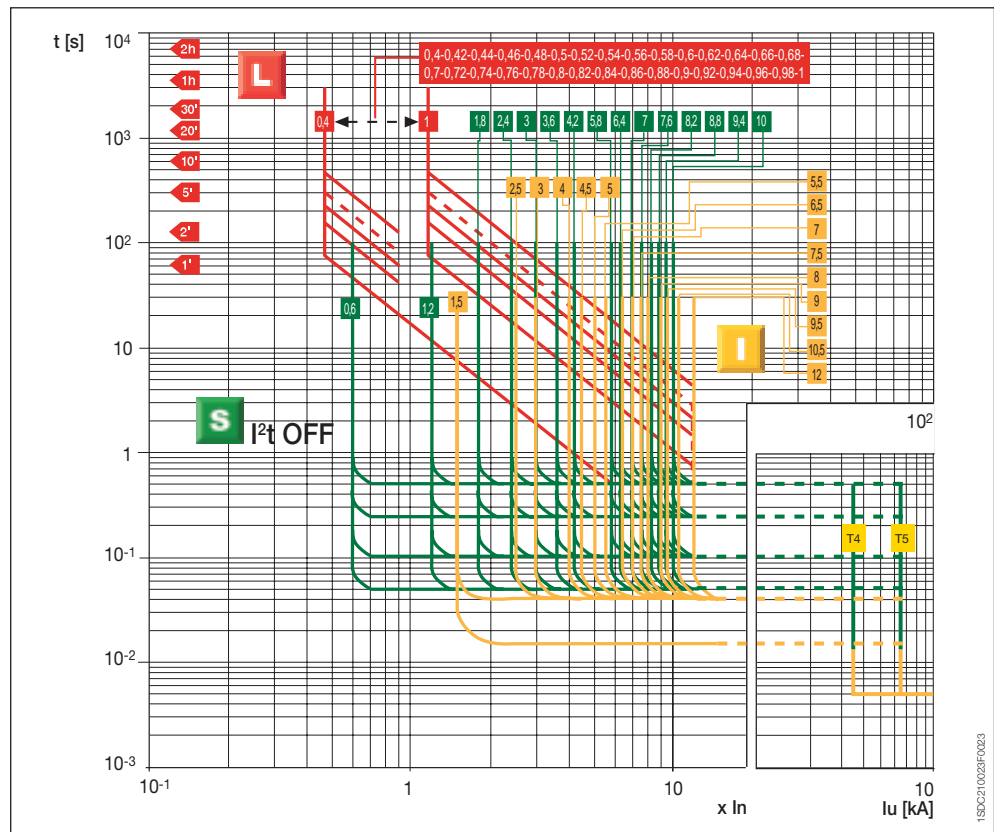 t [s]
10⁴
2h
L
0,4-0,42-0,44-0,46-0,48-0,5-0,52-0,54-0,56-0,58-0,6-0,62-0,64-0,66-0,68-
0,7-0,72-0,74-0,76-0,78-0,8-0,82-0,84-0,86-0,88-0,9-0,92-0,94-0,96-0,98-1
1h
30'
20'
10³
0,4
1
1,8 2,4 3 3,6 4,2 5,8 6,4 7 7,6 8,2 8,8 9,4 10
10'
5'
2,5 3 4 4,5 5
5,5
6,5
7
2'
10²
7,5
1'
8
9
0,6
1,2
1,5
9,5
10
I
10,5
12
S
I²t OFF
10²
1
T4
T5
10⁻¹
10⁻²
10⁻³
10⁻¹
1
10
10
x In
Iu [kA]
1SDC210023F0023